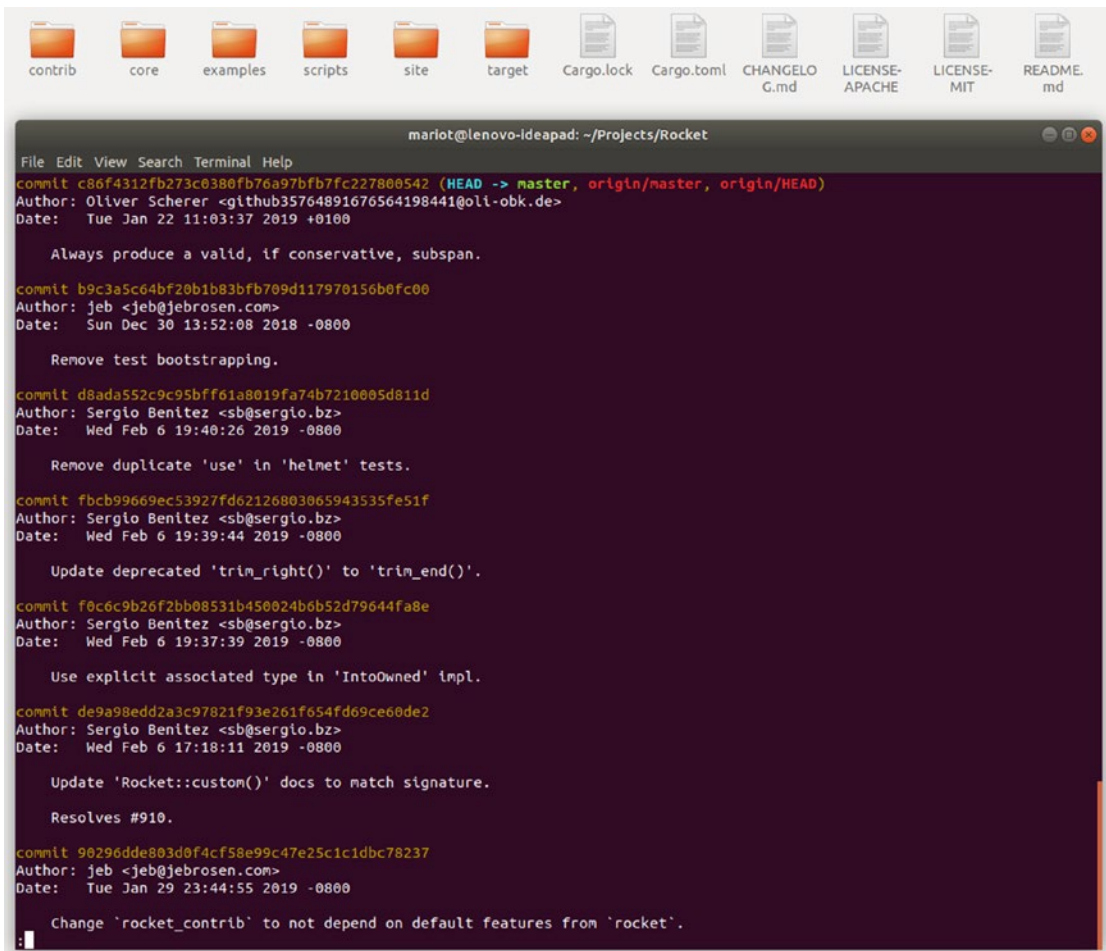 contrib core examples scripts site target Cargo.lock Cargo.toml CHANGELO LICENSE- LICENSE- README.
G.md APACHE MIT md
mariot@lenovo-ideapad: ~/Projects/Rocket
File Edit View Search Terminal Help
commit c86f4312fb273c0380fb76a97bfb7fc227800542 (HEAD -> master, origin/master, origin/HEAD)
Author: Oliver Scherer <github35764891676564198441@oli-obk.de>
Date: Tue Jan 22 11:03:37 2019 +0100
Always produce a valid, if conservative, subspan.
commit b9c3a5c64bf20b1b83bfb709d117970156b0fc00
Author: jeb <jeb@jebrosen.com>
Date: Sun Dec 30 13:52:08 2018 -0800
Remove test bootstrapping.
commit d8ada552c9c95bff61a8019fa74b7210005d811d
Author: Sergio Benitez <sb@sergio.bz>
Date: Wed Feb 6 19:40:26 2019 -0800
Remove duplicate 'use' in 'helmet' tests.
commit fbcb99669ec53927fd62126803065943535fe51f
Author: Sergio Benitez <sb@sergio.bz>
Date: Wed Feb 6 19:39:44 2019 -0800
Update deprecated 'trim_right()' to 'trim_end()'.
commit f0c6c9b26f2bb08531b450024b6b52d79644fa8e
Author: Sergio Benitez <sb@sergio.bz>
Date: Wed Feb 6 19:37:39 2019 -0800
Use explicit associated type in 'IntoOwned' impl.
commit de9a98edd2a3c97821f93e261f654fd69ce60de2
Author: Sergio Benitez <sb@sergio.bz>
Date: Wed Feb 6 17:18:11 2019 -0800
Update 'Rocket::custom()' docs to match signature.
Resolves #910.
commit 90296dde803d0f4cf58e99c47e25c1c1dbc78237
Author: jeb <jeb@jebrosen.com>
Date: Tue Jan 29 23:44:55 2019 -0800
Change `rocket_contrib` to not depend on default features from `rocket`.
: